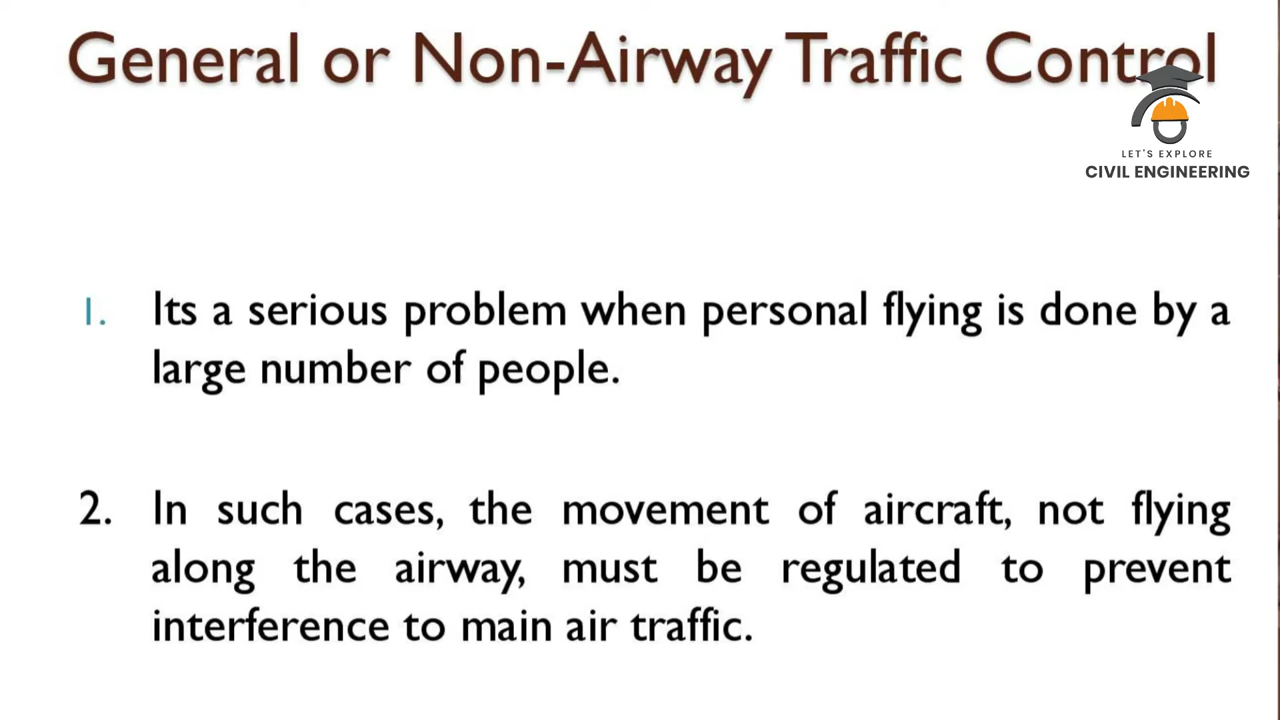 General or Non-Airway Traffic Control
LET'S EXPLORE
CIVIL ENGINEERING
1. Its a serious problem when personal flying is done by a
large number of people.
2. In such cases, the movement of aircraft, not flying
along the airway, must be regulated to prevent
interference to main air traffic.